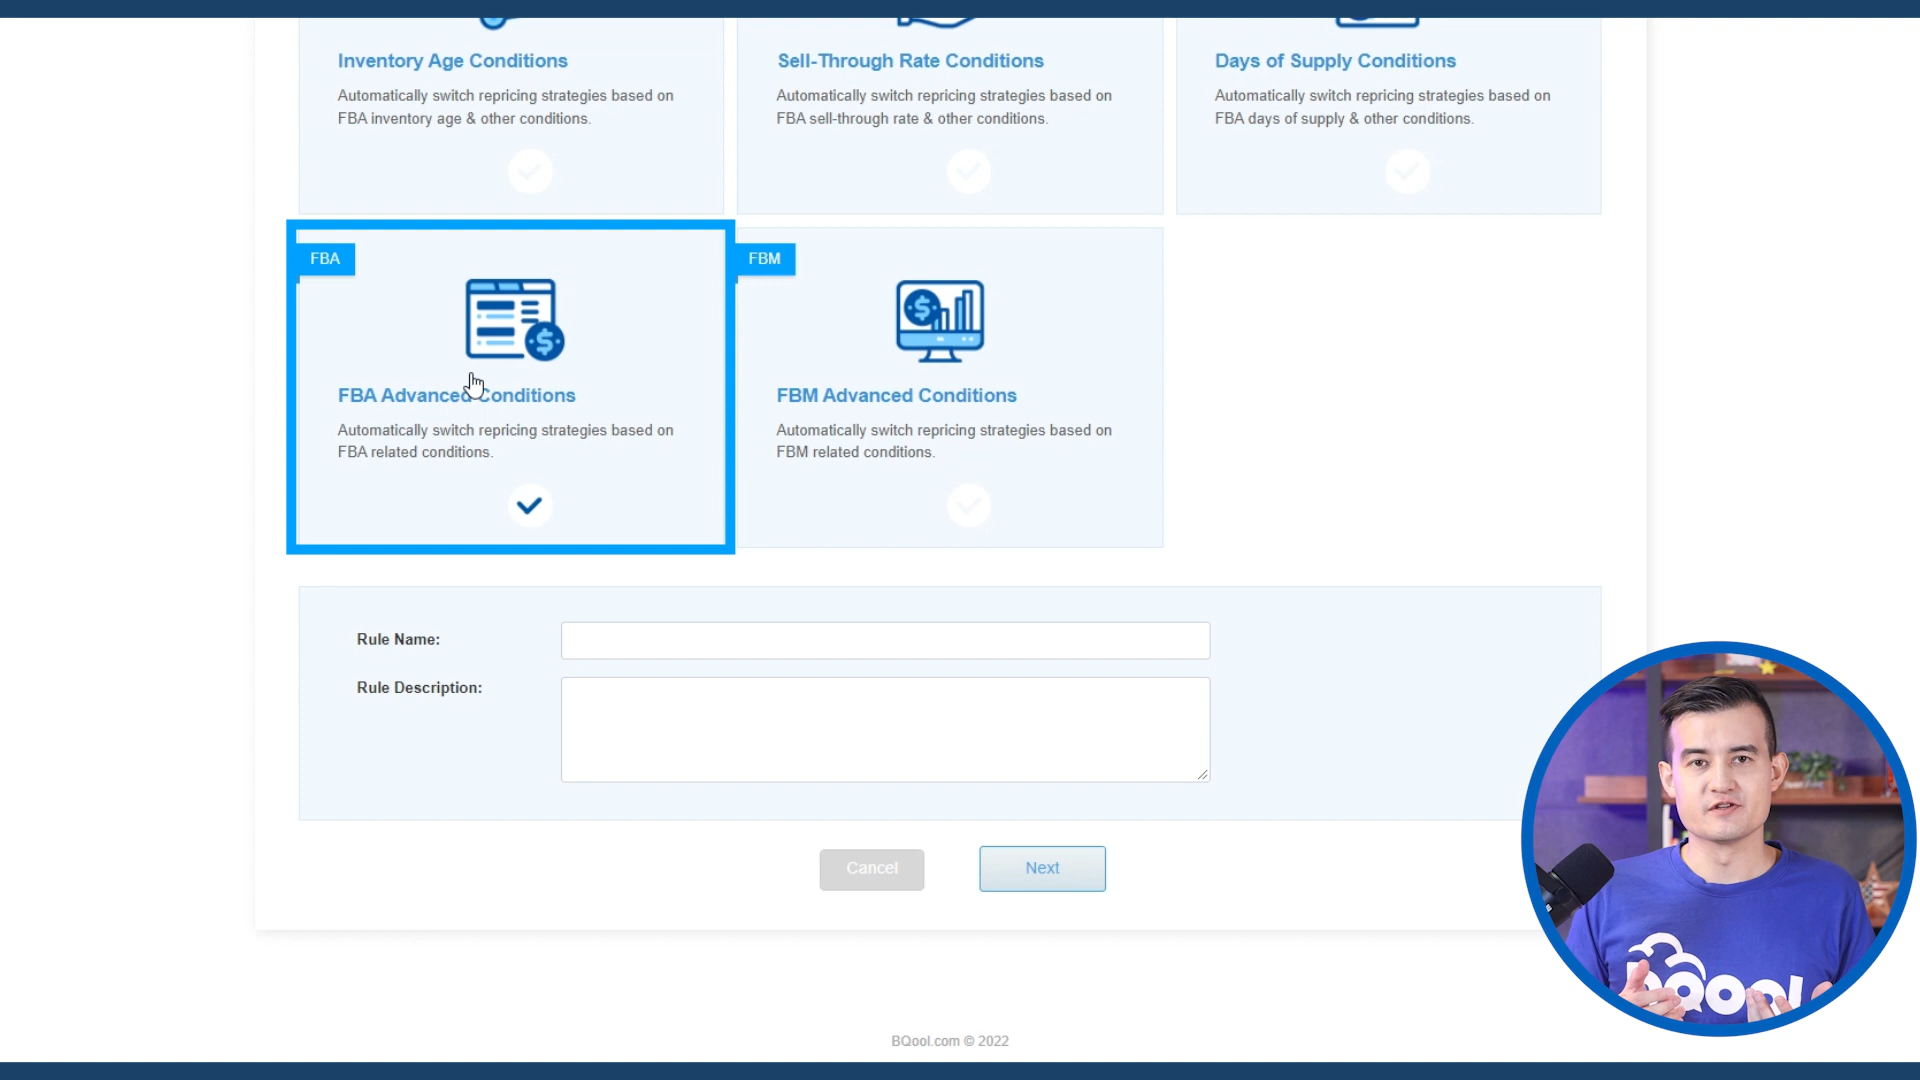 Inventory Age Conditions
Automatically switch repricing strategies based on
FBA inventory age & other conditions.
Sell-Through Rate Conditions
Automatically switch repricing strategies based on
FBA sell-through rate & other conditions.
Days of Supply Conditions
Automatically switch repricing strategies based on
FBA days of supply & other conditions.
FBA
FBA Advanced Conditions
Automatically switch repricing strategies based on
FBA related conditions.
FBM
FBM Advanced Conditions
Automatically switch repricing strategies based on
FBM related conditions.
Rule Name:
Rule Description:
Cancel
Next
BQool
BQool.com © 2022